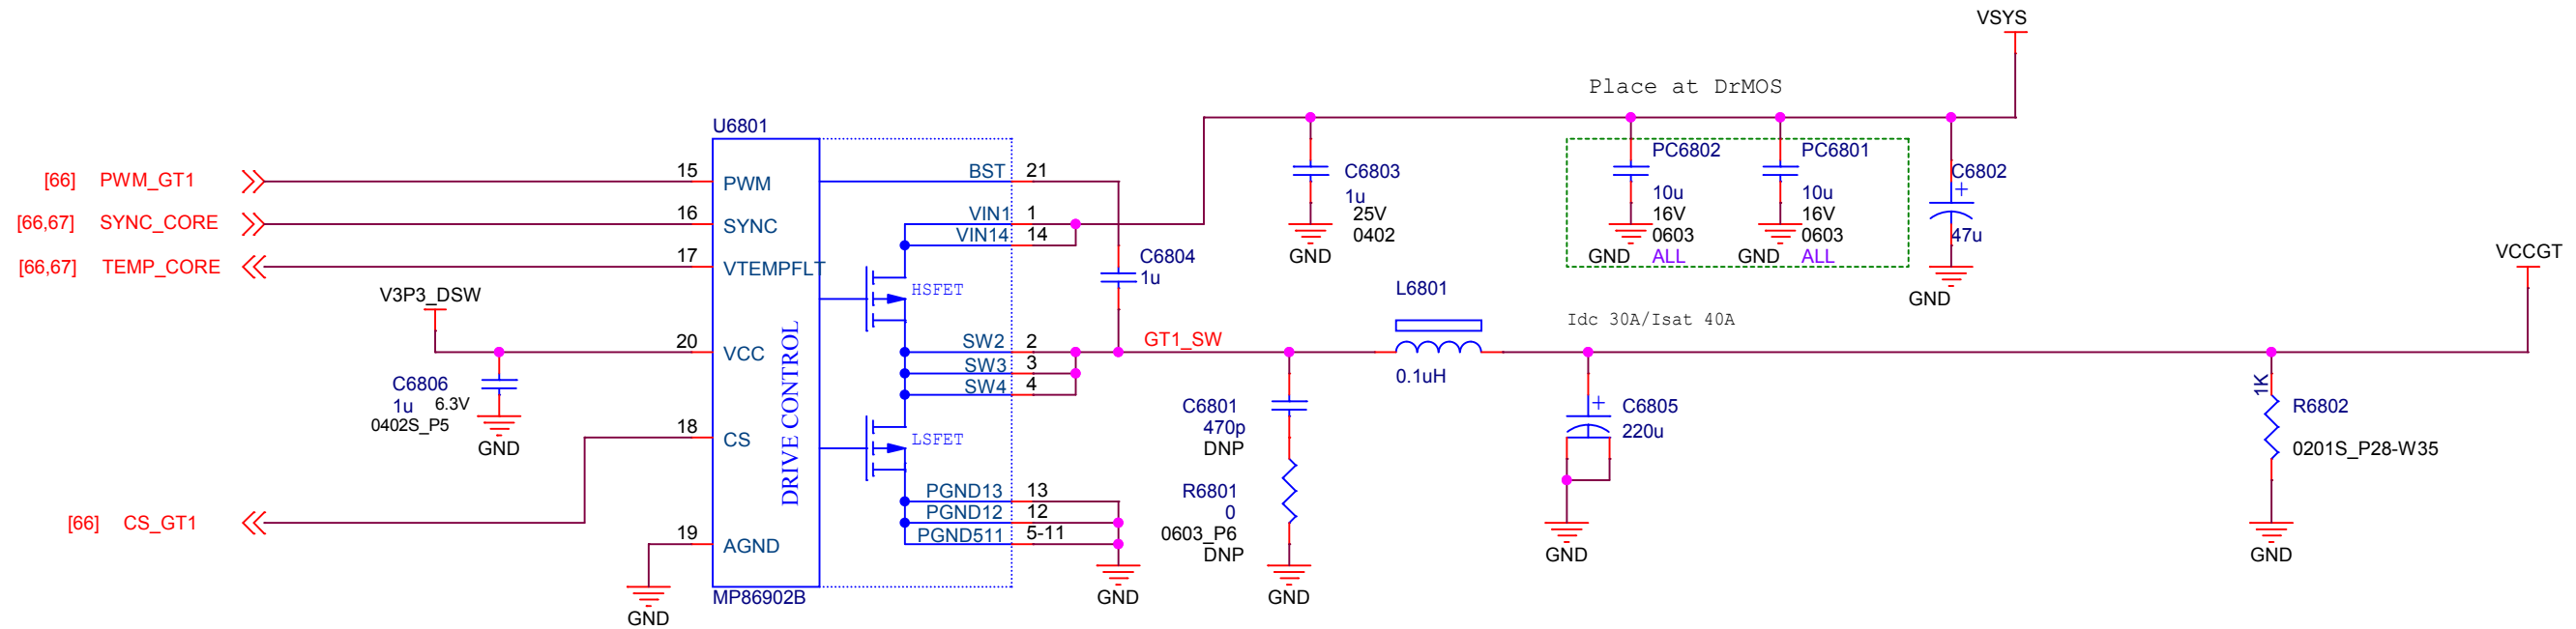 VSYS
Place at DrMOS
U6801
[66] PWM_GT1
15
PWM
BST
21
[66,67] SYNC_CORE
16
SYNC
VIN1
1
VIN14
14
[66,67] TEMP_CORE
17
VTEMPFLT
C6803
1u
25V
0402
GND
PC6802
10u
16V
0603
GND
ALL
PC6801
10u
16V
0603
GND
ALL
C6802
+
47u
GND
VCCGT
C6804
1u
HSFET
V3P3_DSW
20
VCC
C6806
1u 6.3V
0402S_P5
GND
DRIVE CONTROL
SW2
2
SW3
3
SW4
4
GT1_SW
L6801
0.1uH
Idc 30A/Isat 40A
18
CS
LSFET
[66] CS_GT1
C6801
470p
DNP
R6801
0
0603_P6
DNP
GND
+
C6805
220u
GND
1K
R6802
0201S_P28-W35
GND
PGND13
13
PGND12
12
PGND511
5-11
GND
19
AGND
GND
MP86902B